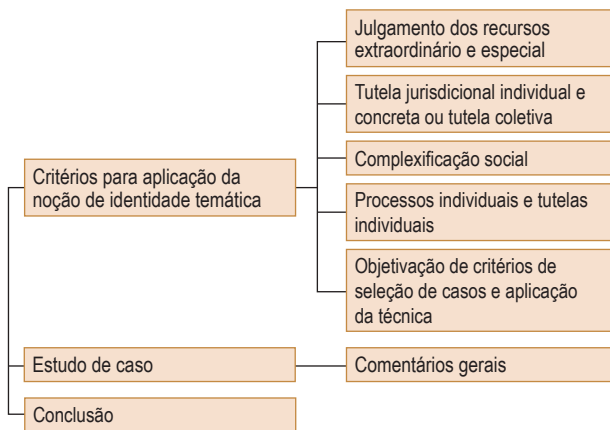 Critérios para aplicação da
noção de identidade temática
Julgamento dos recursos
extraordinário e especial
Tutela jurisdicional individual e
concreta ou tutela coletiva
Complexificação social
Processos individuais e tutelas
individuais
Objetivação de critérios de
seleção de casos e aplicação
da técnica
Estudo de caso
Comentários gerais
Conclusão